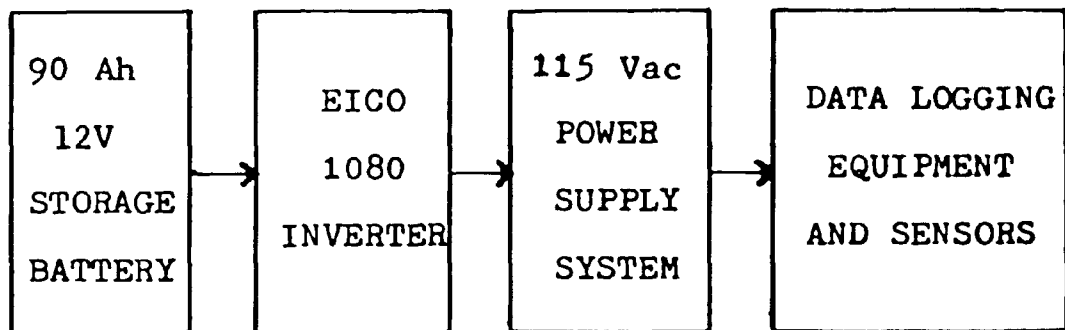 90 Ah
12V
STORAGE
BATTERY
EICO
1080
INVERTER
115 Vac
POWER
SUPPLY
SYSTEM
DATA LOGGING
EQUIPMENT
AND SENSORS